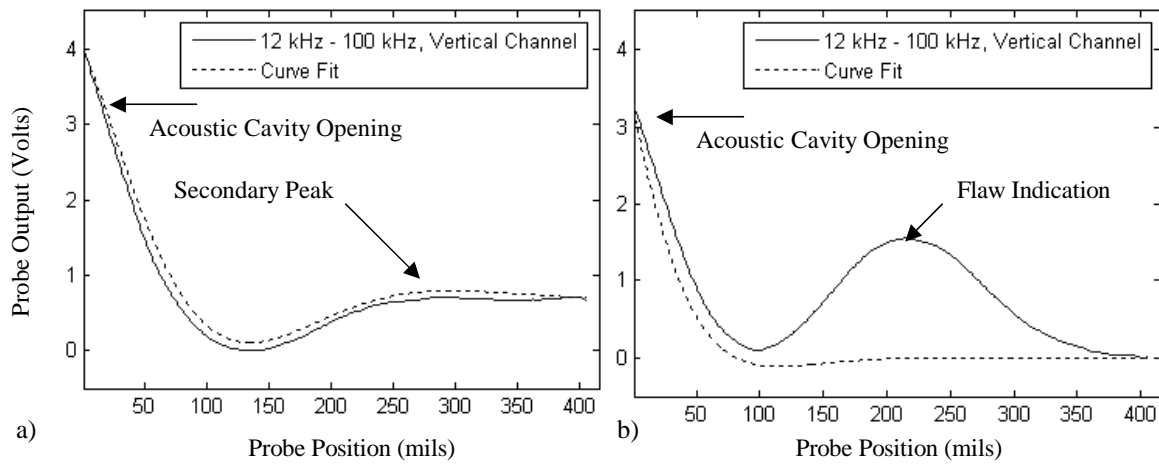 12 kHz - 100 kHz, Vertical Channel
Curve Fit
Acoustic Cavity Opening
Secondary Peak
Probe Output (Volts)
4
3
2
1
0
50 100 150 200 250 300 350 400
Probe Position (mils)
a)
12 kHz - 100 kHz, Vertical Channel
Curve Fit
Acoustic Cavity Opening
Flaw Indication
4
3
2
1
0
50 100 150 200 250 300 350 400
Probe Position (mils)
b)